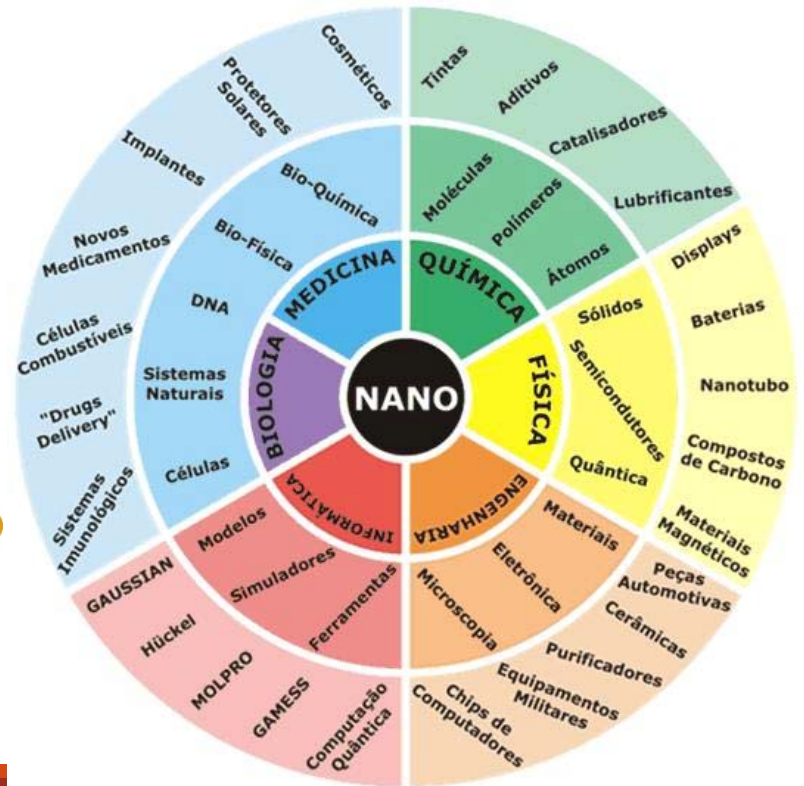 NANO
MEDICINA
QUÍMICA
FÍSICA
ENGENHARIA
INFORMÁTICA
BIOLOGIA
Bio-Química
Bio-Física
DNA
Sistemas
Naturais
Células
Moléculas
Polímeros
Átomos
Sólidos
Semicondutores
Quântica
Materiais
Eletrônica
Microscopia
Ferramentas
Simuladores
Modelos
Cosméticos
Protetores
Solares
Implantes
Novos
Medicamentos
Células
Combustíveis
"Drugs
Delivery"
Sistemas
Imunológicos
Tintas
Aditivos
Catalisadores
Lubrificantes
Displays
Baterias
Nanotubo
Compostos
de Carbono
Materiais
Magnéticos
Peças
Automotivas
Cerâmicas
Purificadores
Equipamentos
Militares
Chips de
Computadores
Computação
Quântica
GAMESS
MOLPRO
Hückel
GAUSSIAN